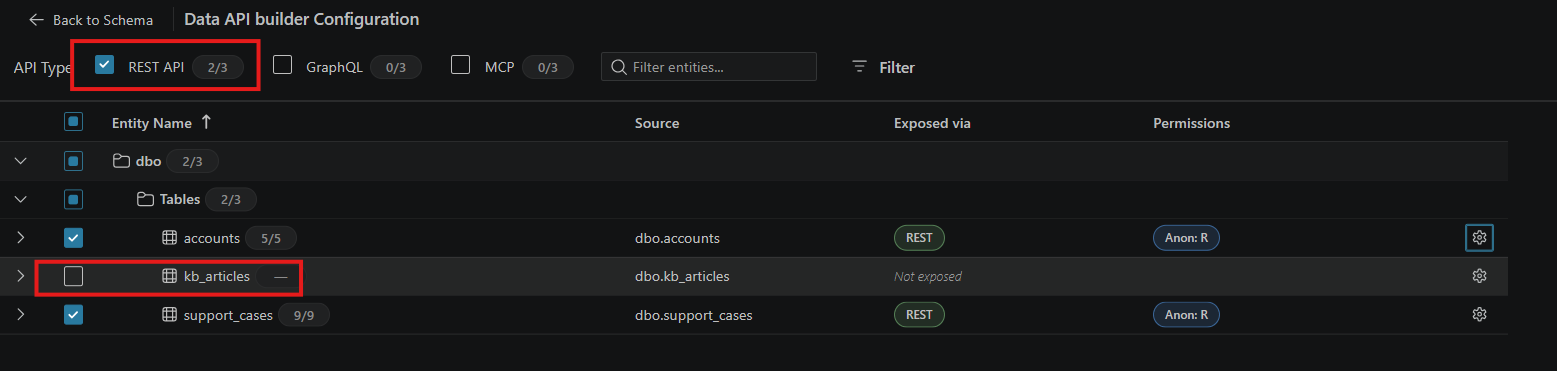 Back to Schema Data API builder Configuration
API Type REST API 2/3 GraphQL 0/3 MCP 0/3 Filter entities... Filter
Entity Name Source Exposed via Permissions
dbo 2/3
Tables 2/3
accounts 5/5 dbo.accounts REST Anon: R
kb_articles — dbo.kb_articles Not exposed
support_cases 9/9 dbo.support_cases REST Anon: R